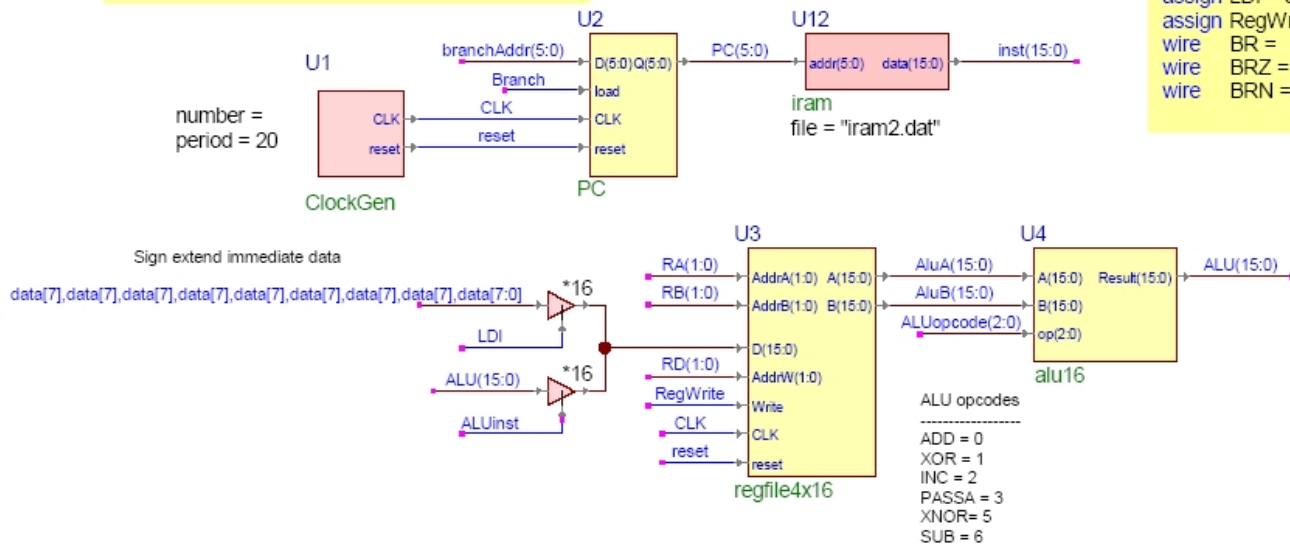 assign RegWr
wire BR =
wire BRZ =
wire BRN =
U2
U12
branchAddr(5:0)
D(5:0)Q(5:0)
PC(5:0)
addr(5:0) data(15:0)
inst(15:0)
U1
Branch
load
iram
file = "iram2.dat"
number =
period = 20
CLK
CLK
CLK
reset
reset
reset
PC
ClockGen
U3
U4
Sign extend immediate data
RA(1:0)
AddrA(1:0) A(15:0)
AluA(15:0)
A(15:0) Result(15:0)
ALU(15:0)
data[7],data[7],data[7],data[7],data[7],data[7],data[7],data[7],data[7:0]
*16
RB(1:0)
AddrB(1:0) B(15:0)
AluB(15:0)
B(15:0)
ALUopcode(2:0)
op(2:0)
LDI
D(15:0)
alu16
ALU(15:0)
*16
RD(1:0)
AddrW(1:0)
RegWrite
Write
ALUinst
CLK
CLK
reset
reset
regfile4x16
ALU opcodes
------------------
ADD = 0
XOR = 1
INC = 2
PASSA = 3
XNOR= 5
SUB = 6